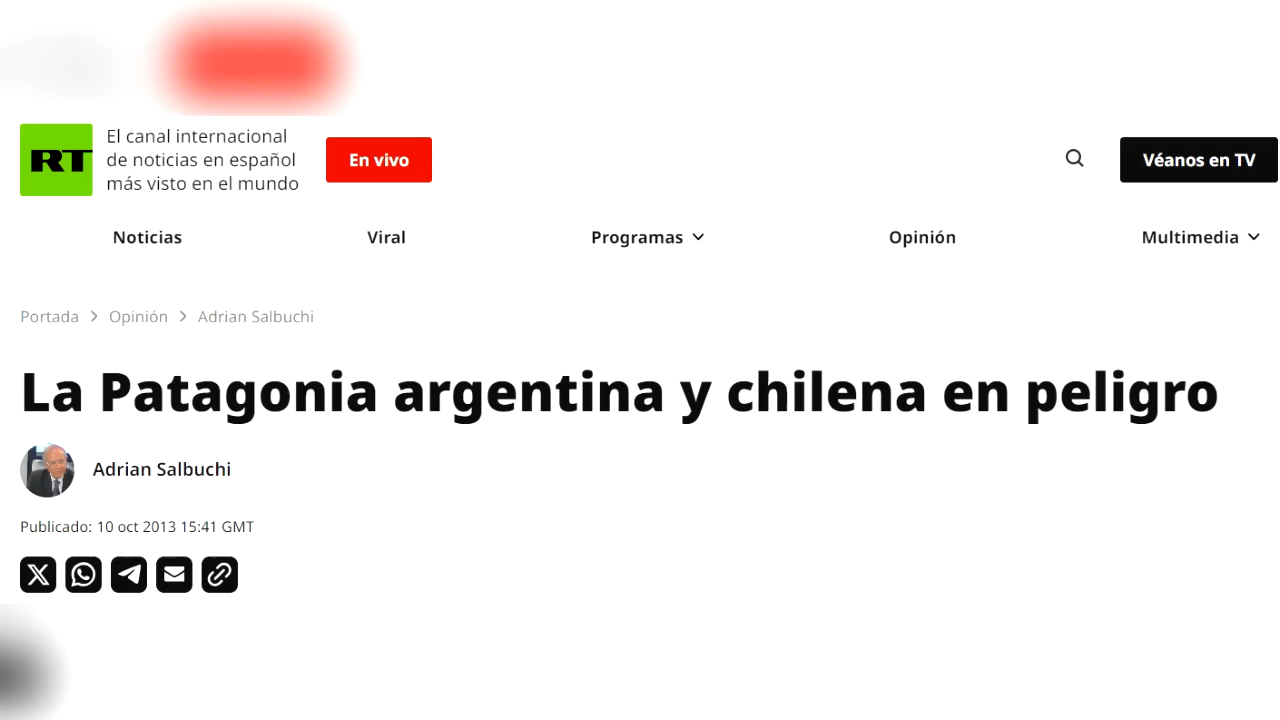 RT
El canal internacional
de noticias en español
más visto en el mundo
En vivo
Véanos en TV
Noticias
Viral
Programas
Opinión
Multimedia
Portada > Opinión > Adrian Salbuchi
La Patagonia argentina y chilena en peligro
Adrian Salbuchi
Publicado: 10 oct 2013 15:41 GMT